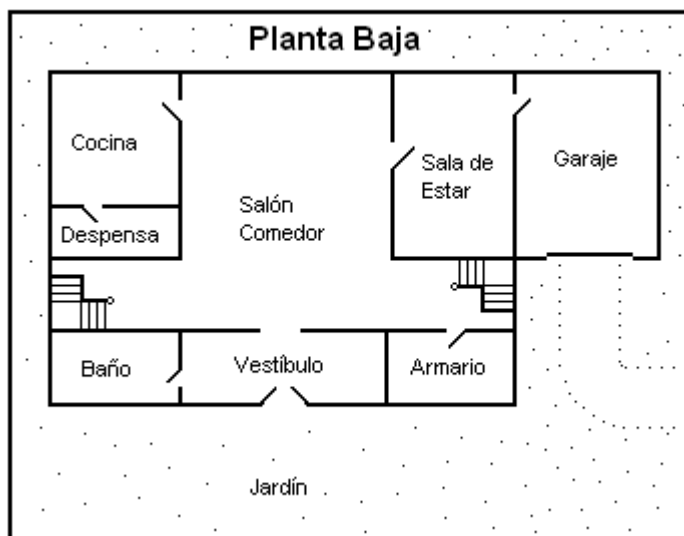 Planta Baja
Cocina
Sala de
Estar
Garaje
Salón
Comedor
Despensa
Baño
Vestíbulo
Armario
Jardín